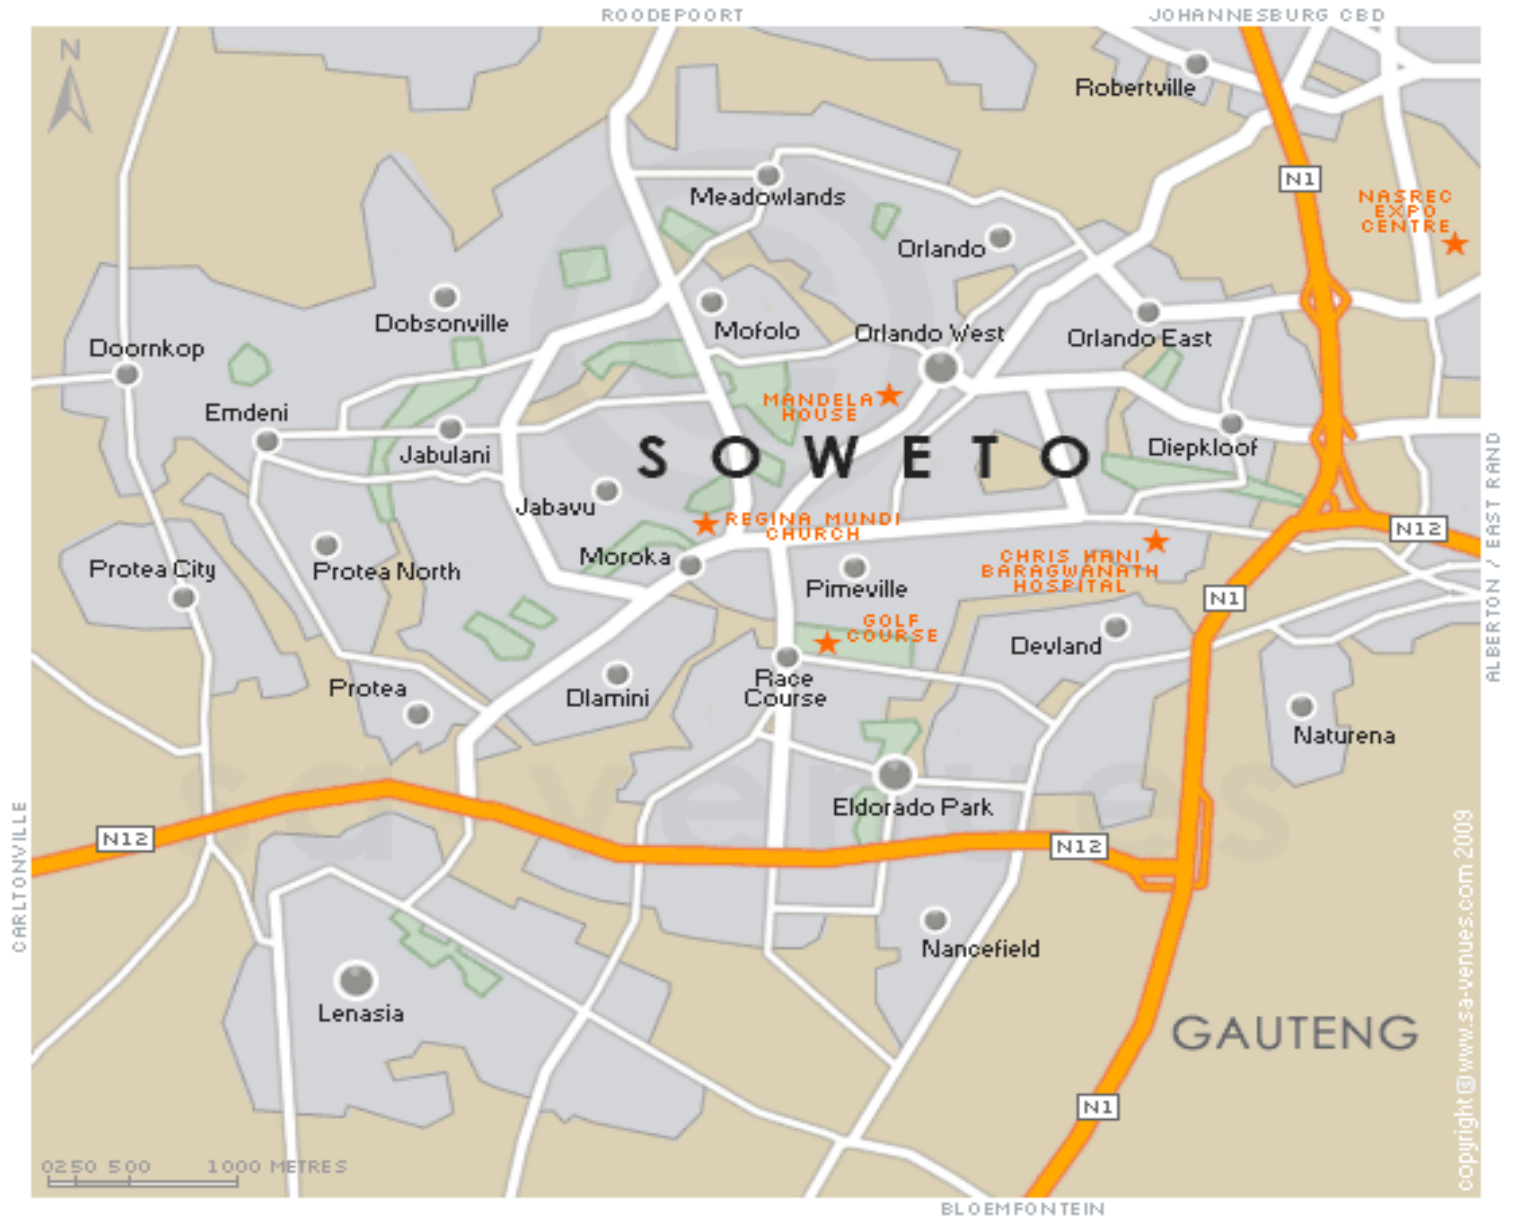 ROODEPOORT
JOHANNESBURG CBD
N
Robertville
N1
NASREC
EXPO
CENTRE
Meadowlands
Orlando
Dobsonville
Mofolo
Orlando West
Orlando East
Doornkop
MANDELA
HOUSE
Emdeni
Jabulani
SOWETO
Diepkloof
Jabavu
REGINA MUNDI
CHURCH
N12
Moroka
CHRIS HANI
BARAGWANATH
HOSPITAL
Protea City
Protea North
Pimeville
N1
GOLF
COURSE
Devland
ALBERTON / EAST RAND
Protea
Dlamini
Race
Course
Naturena
sa venues
Eldorado Park
N12
N12
CARLTONVILLE
Nancefield
Lenasia
GAUTENG
N1
copyright @ www.sa-venues.com 2009
0250 500 1000 METRES
BLOEMFONTEIN